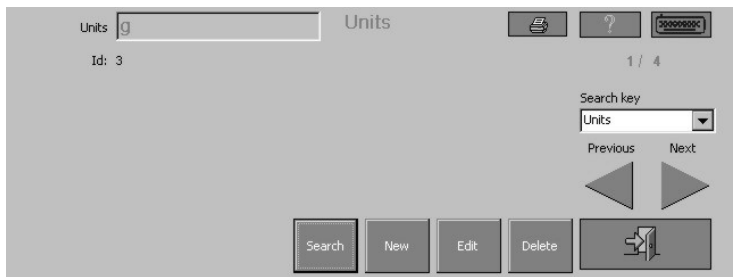 Units g Units ?
Id: 3 1 / 4
Search key
Units
Previous Next
Search New Edit Delete